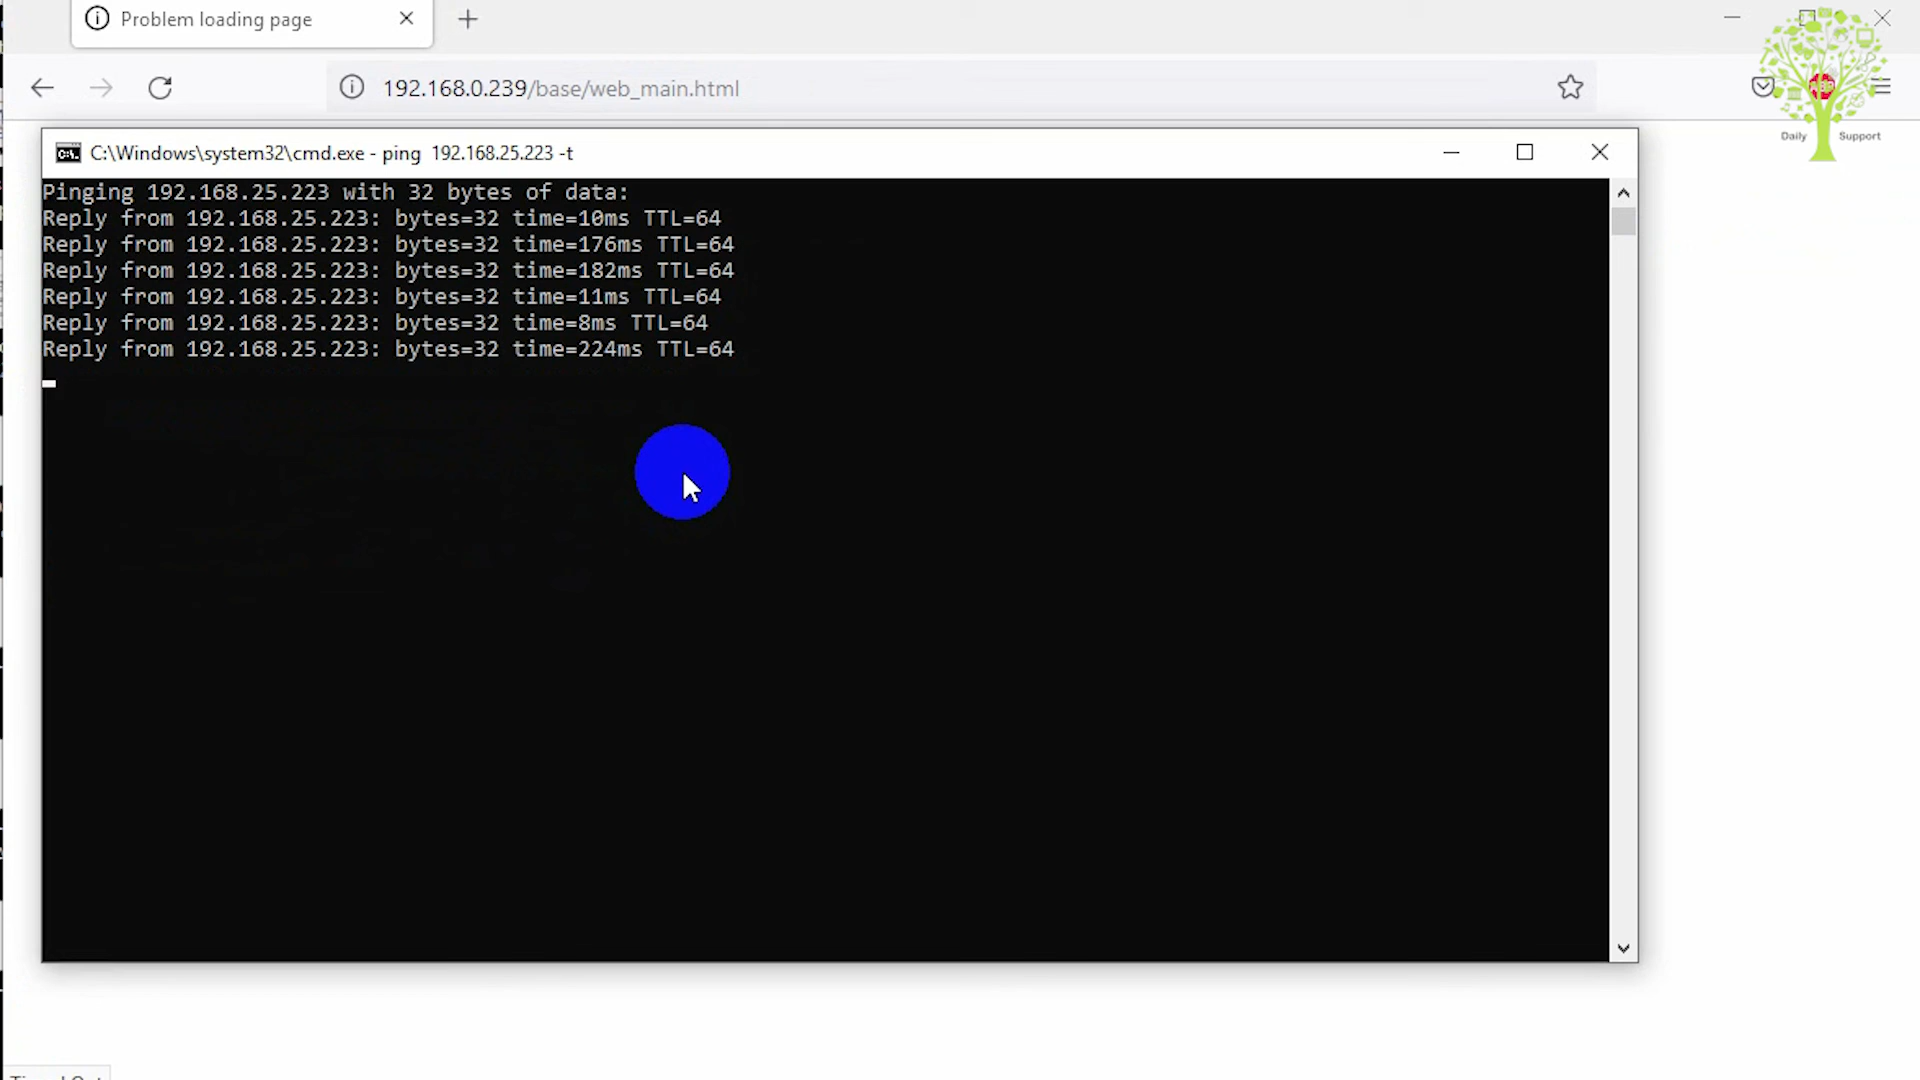 Problem loading page
192.168.0.239/base/web_main.html
Daily Support
C:\Windows\system32\cmd.exe - ping 192.168.25.223 -t
Pinging 192.168.25.223 with 32 bytes of data:
Reply from 192.168.25.223: bytes=32 time=10ms TTL=64
Reply from 192.168.25.223: bytes=32 time=176ms TTL=64
Reply from 192.168.25.223: bytes=32 time=182ms TTL=64
Reply from 192.168.25.223: bytes=32 time=11ms TTL=64
Reply from 192.168.25.223: bytes=32 time=8ms TTL=64
Reply from 192.168.25.223: bytes=32 time=224ms TTL=64